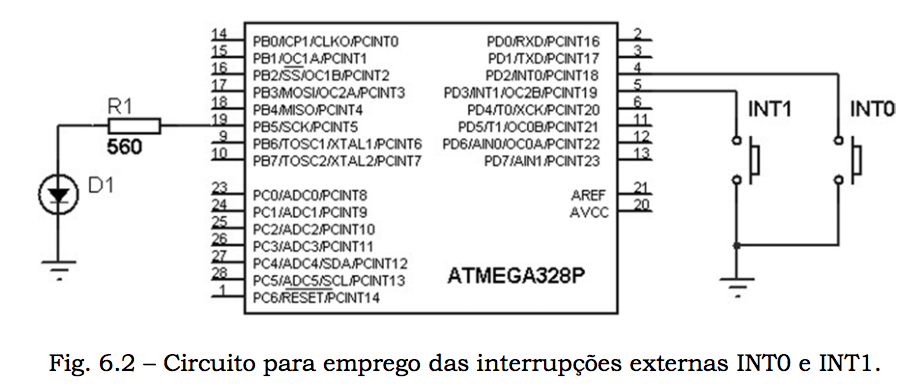 14 PB0/ICP1/CLKO/PCINT0 PD0/RXD/PCINT16 2
15 PB1/OC1A/PCINT1 PD1/TXD/PCINT17 3
16 PB2/SS/OC1B/PCINT2 PD2/INT0/PCINT18 4
17 PB3/MOSI/OC2A/PCINT3 PD3/INT1/OC2B/PCINT19 5
18 PB4/MISO/PCINT4 PD4/T0/XCK/PCINT20 6
19 PB5/SCK/PCINT5 PD5/T1/OC0B/PCINT21 11
9 PB6/TOSC1/XTAL1/PCINT6 PD6/AIN0/OC0A/PCINT22 12
10 PB7/TOSC2/XTAL2/PCINT7 PD7/AIN1/PCINT23 13
R1
560
D1
INT1 INT0
23 PC0/ADC0/PCINT8 AREF 21
24 PC1/ADC1/PCINT9 AVCC 20
25 PC2/ADC2/PCINT10
26 PC3/ADC3/PCINT11
27 PC4/ADC4/SDA/PCINT12
28 PC5/ADC5/SCL/PCINT13
1 PC6/RESET/PCINT14
ATMEGA328P
Fig. 6.2 – Circuito para emprego das interrupções externas INT0 e INT1.